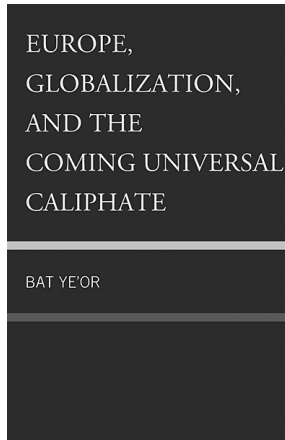 EUROPE,
GLOBALIZATION,
AND THE
COMING UNIVERSAL
CALIPHATE
BAT YE'OR